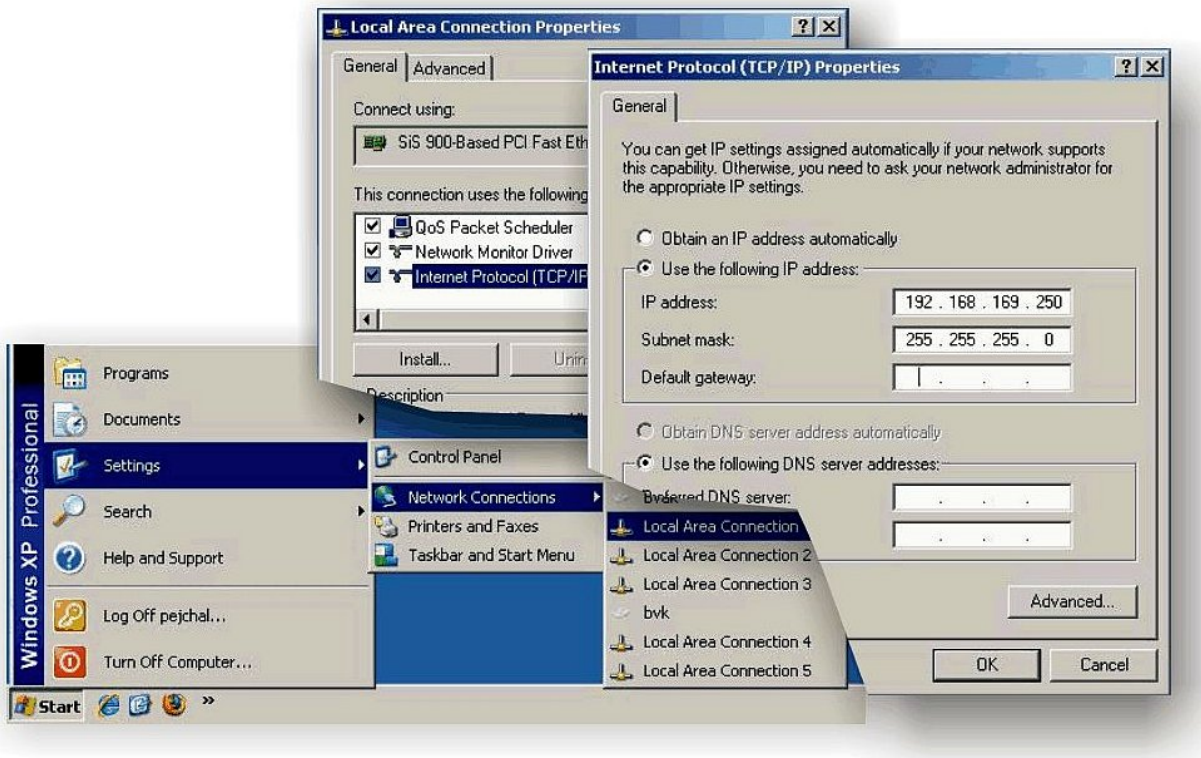 Local Area Connection Properties
General
Advanced
Connect using:
SiS 900-Based PCI Fast Eth
This connection uses the following
QoS Packet Scheduler
Network Monitor Driver
Internet Protocol (TCP/IP
Install...
Unin
Description
Internet Protocol (TCP/IP) Properties
General
You can get IP settings assigned automatically if your network supports
this capability. Otherwise, you need to ask your network administrator for
the appropriate IP settings.
Obtain an IP address automatically
Use the following IP address:
IP address: 192 . 168 . 169 . 250
Subnet mask: 255 . 255 . 255 . 0
Default gateway: . . .
Obtain DNS server address automatically
Use the following DNS server addresses:
DNS server: . . .
. . .
Advanced...
OK
Cancel
Windows XP Professional
Programs
Documents
Settings
Search
Help and Support
Log Off pejchal...
Turn Off Computer...
Start
»
Control Panel
Network Connections
Printers and Faxes
Taskbar and Start Menu
Local Area Connection
Local Area Connection 2
Local Area Connection 3
bvk
Local Area Connection 4
Local Area Connection 5